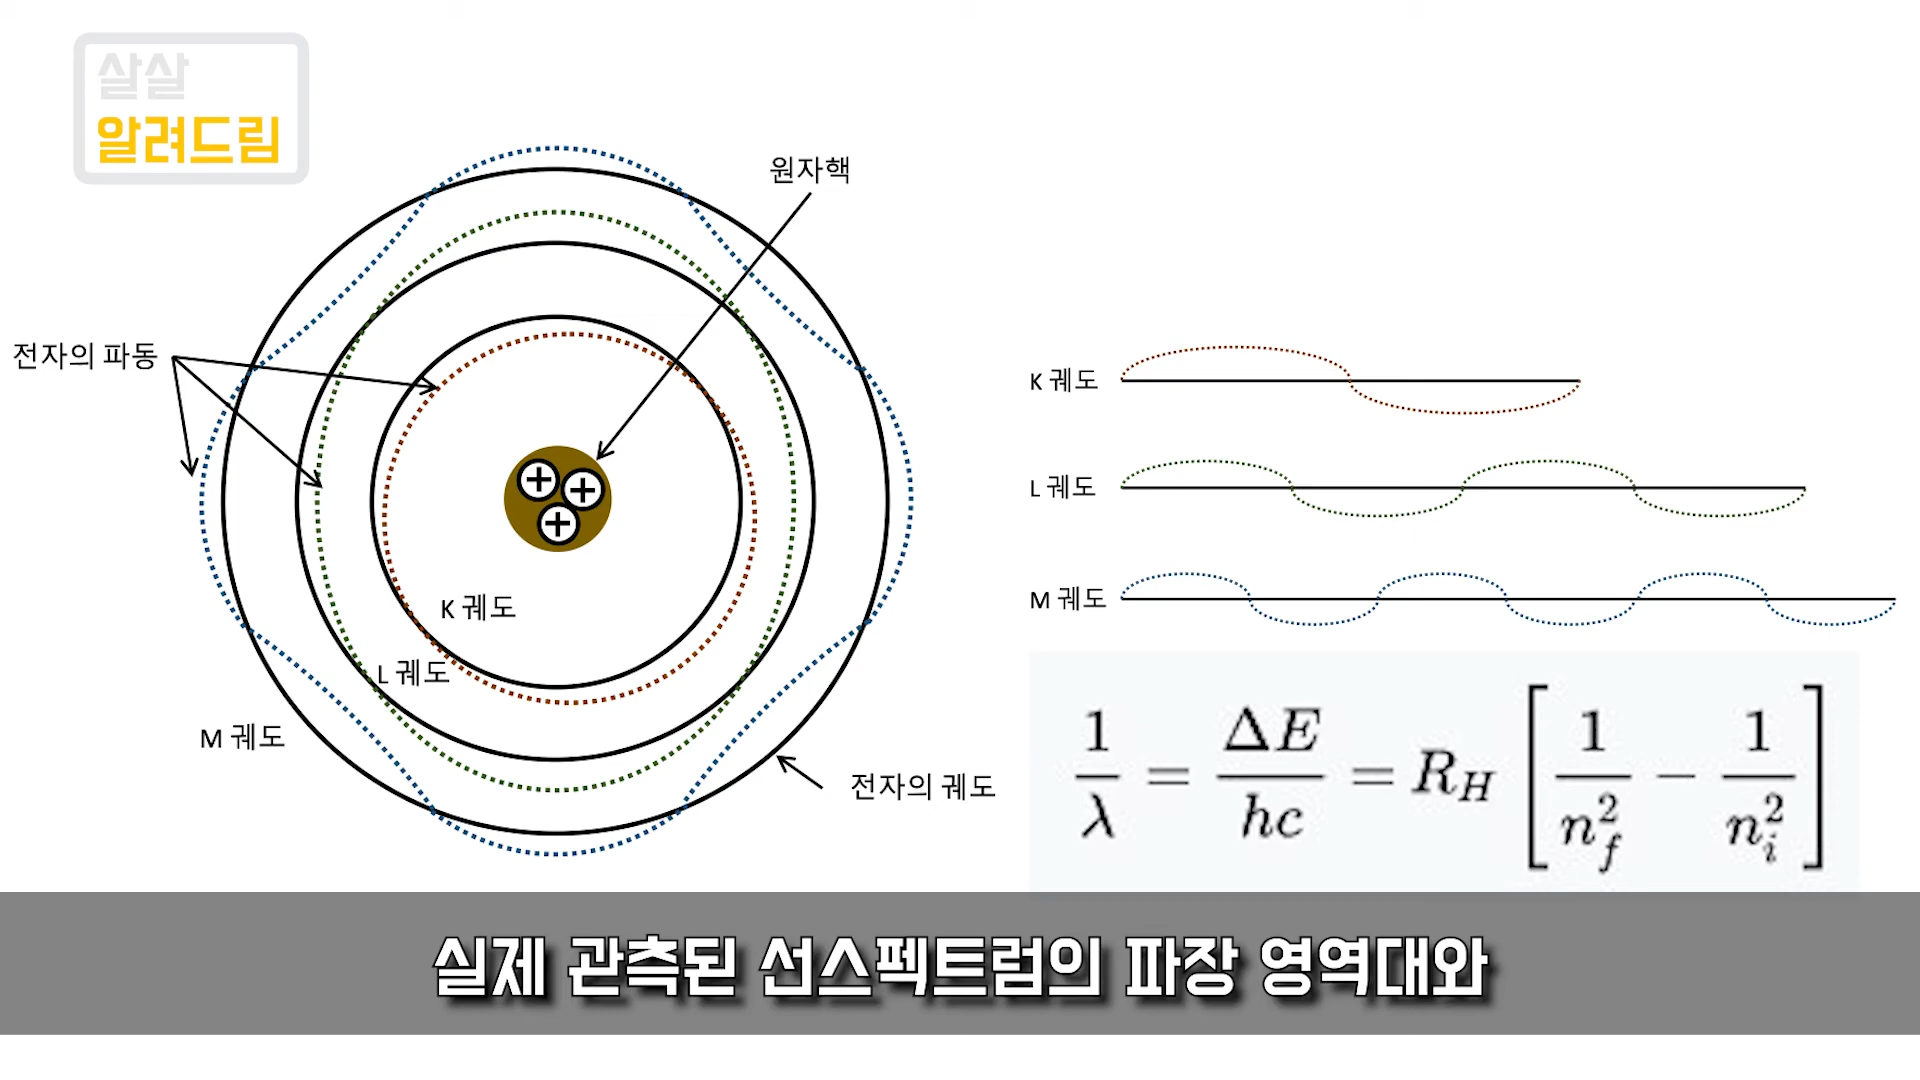 살살
알려드림
원자핵
전자의 파동
K 궤도
L 궤도
M 궤도
전자의 궤도
K 궤도
L 궤도
M 궤도
1/λ = ΔE/hc = R_H [1/n_f^2 − 1/n_i^2]
실제 관측된 선스펙트럼의 파장 영역대와